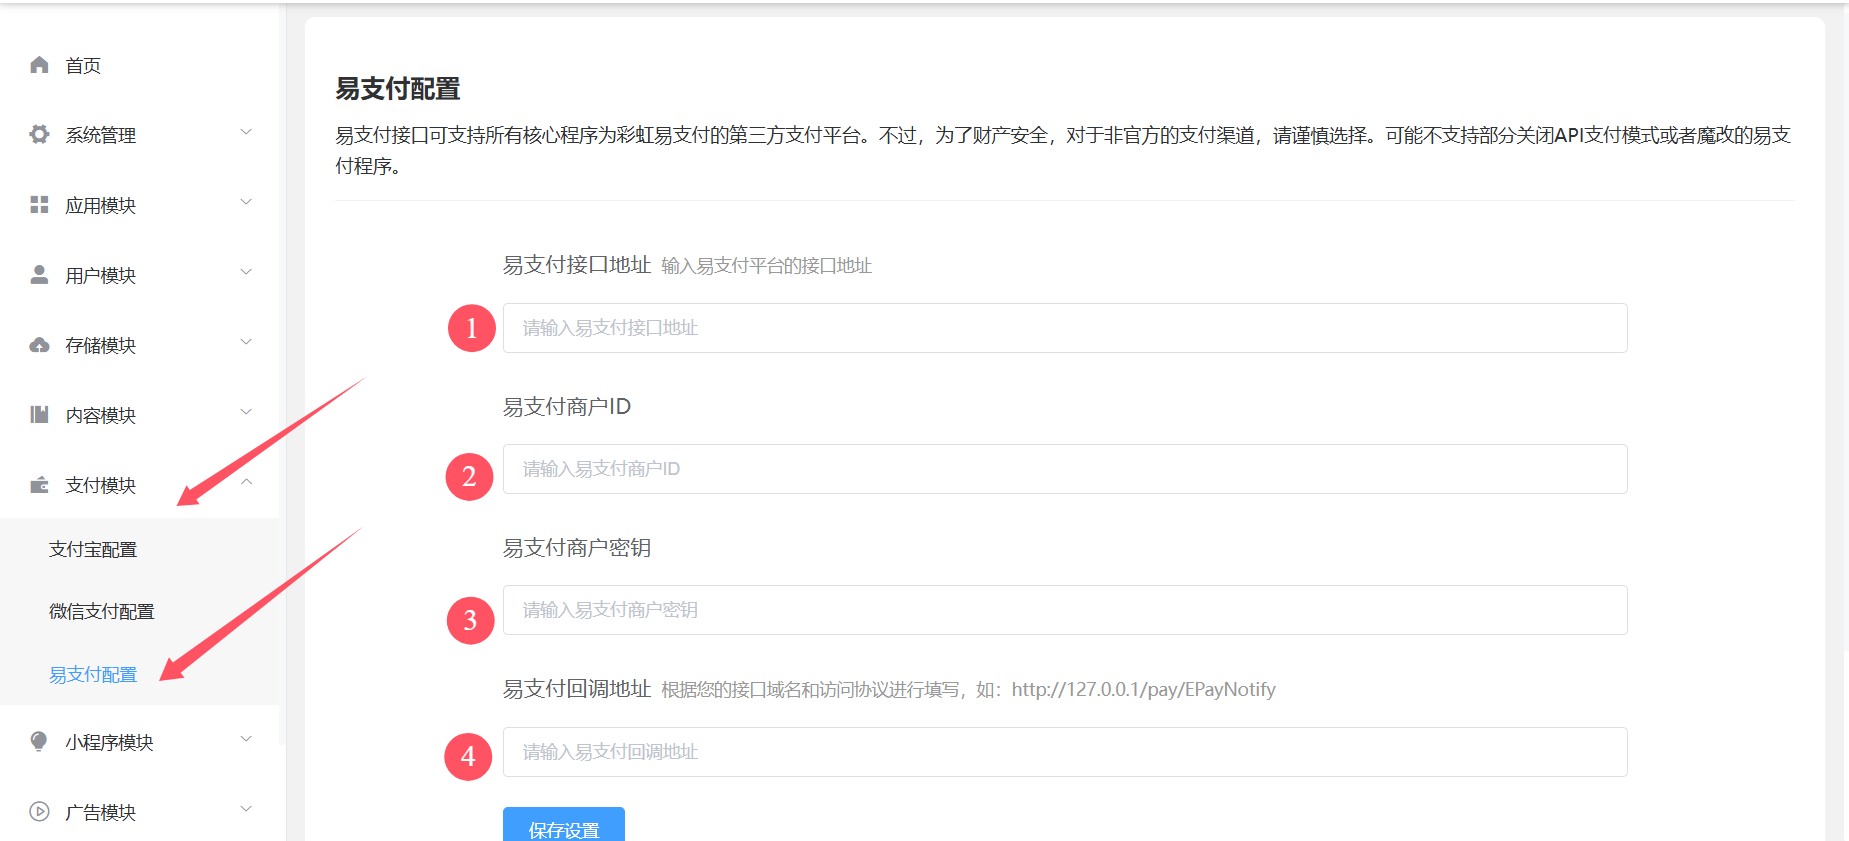 首页
系统管理
应用模块
用户模块
存储模块
内容模块
支付模块
支付宝配置
微信支付配置
易支付配置
小程序模块
广告模块
易支付配置
易支付接口可支持所有核心程序为彩虹易支付的第三方支付平台。不过，为了财产安全，对于非官方的支付渠道，请谨慎选择。可能不支持部分关闭API支付模式或者魔改的易支
付程序。
易支付接口地址 输入易支付平台的接口地址
1 请输入易支付接口地址
易支付商户ID
2 请输入易支付商户ID
易支付商户密钥
3 请输入易支付商户密钥
易支付回调地址 根据您的接口域名和访问协议进行填写，如：http://127.0.0.1/pay/EPayNotify
4 请输入易支付回调地址
保存设置